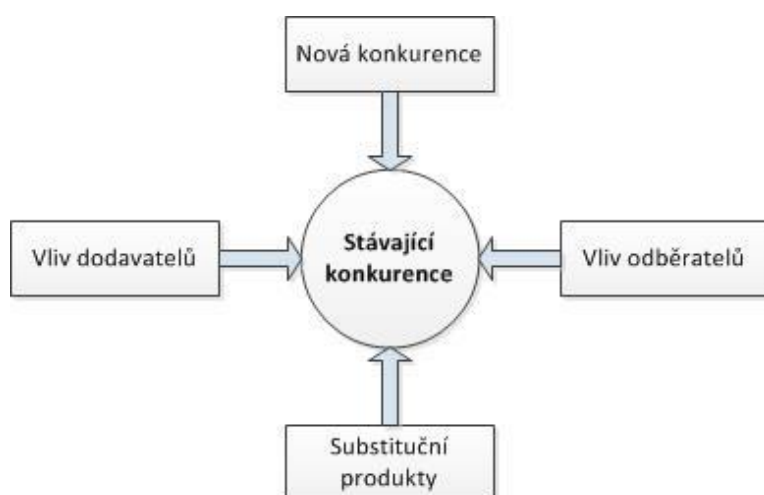 Nová konkurence
Vliv dodavatelů
Stávající
konkurence
Vliv odběratelů
Substituční
produkty